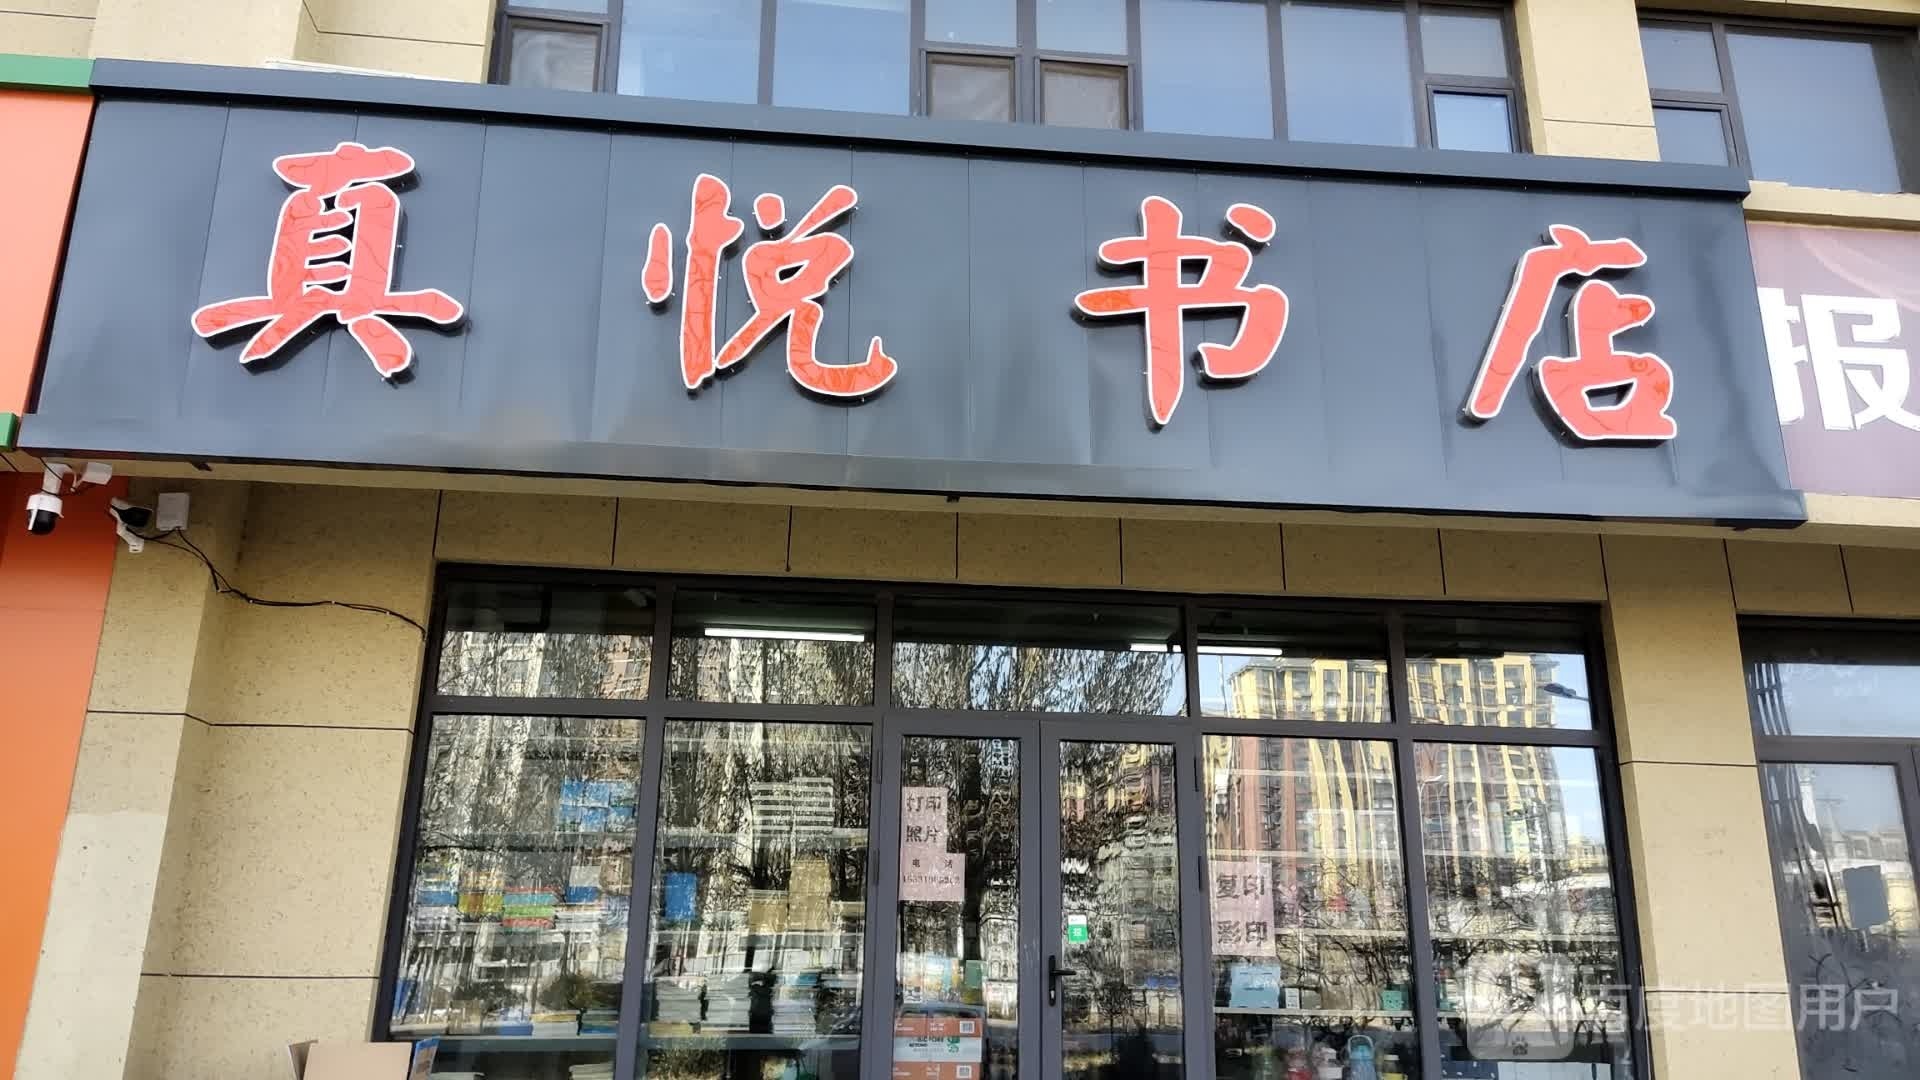 真悦书店
报
打印
照片
电 话
复印
彩印
百度地图用户